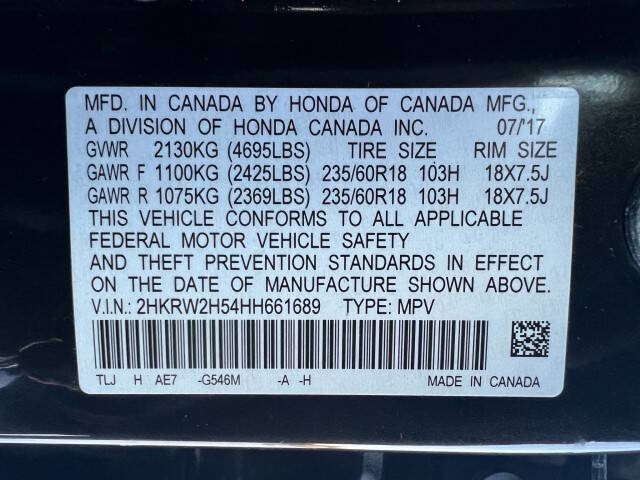 MFD. IN CANADA BY HONDA OF CANADA MFG.,
A DIVISION OF HONDA CANADA INC. 07/'17
GVWR 2130KG (4695LBS) TIRE SIZE RIM SIZE
GAWR F 1100KG (2425LBS) 235/60R18 103H 18X7.5J
GAWR R 1075KG (2369LBS) 235/60R18 103H 18X7.5J
THIS VEHICLE CONFORMS TO ALL APPLICABLE
FEDERAL MOTOR VEHICLE SAFETY
AND THEFT PREVENTION STANDARDS IN EFFECT
ON THE DATE OF MANUFACTURE SHOWN ABOVE.
V.I.N.: 2HKRW2H54HH661689 TYPE: MPV
TLJ H AE7 -G546M -A -H MADE IN CANADA